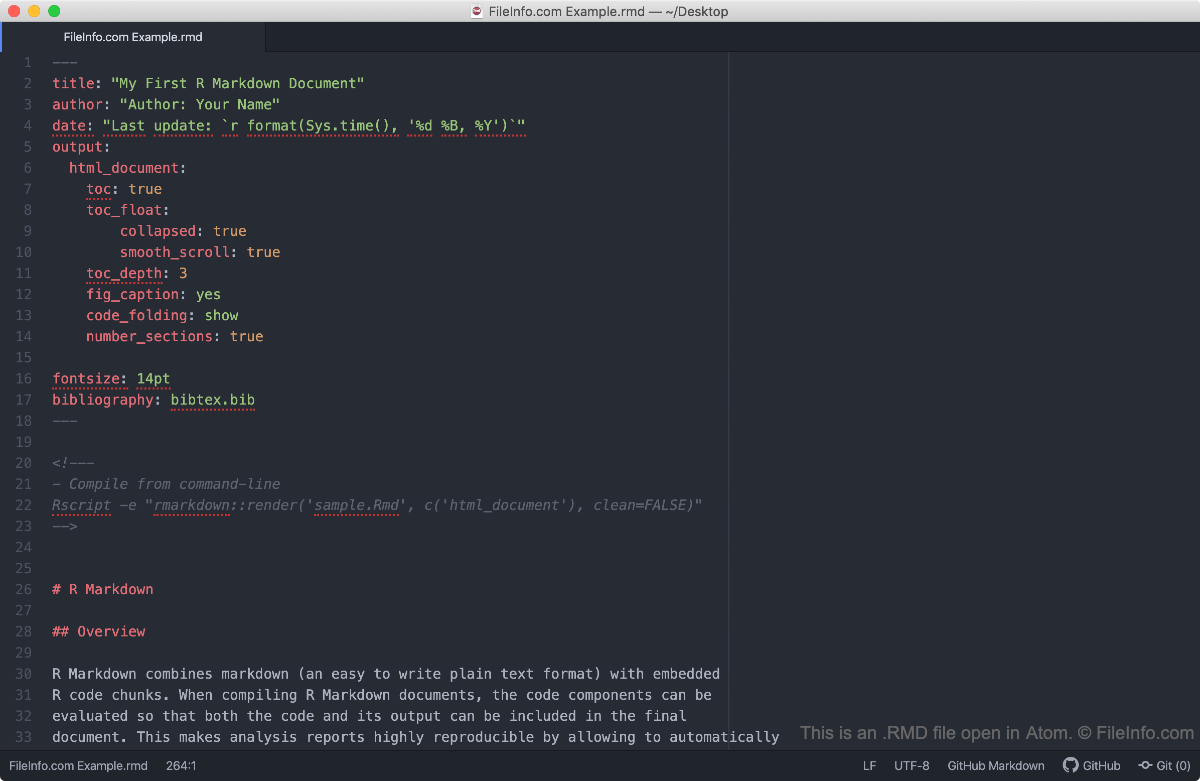 FileInfo.com Example.rmd — ~/Desktop
FileInfo.com Example.rmd
1 ---
2 title: "My First R Markdown Document"
3 author: "Author: Your Name"
4 date: "Last update: `r format(Sys.time(), '%d %B, %Y')`"
5 output:
6   html_document:
7     toc: true
8     toc_float:
9         collapsed: true
10         smooth_scroll: true
11     toc_depth: 3
12     fig_caption: yes
13     code_folding: show
14     number_sections: true
15
16 fontsize: 14pt
17 bibliography: bibtex.bib
18 ---
19
20 <!---
21 - Compile from command-line
22 Rscript -e "rmarkdown::render('sample.Rmd', c('html_document'), clean=FALSE)"
23 -->
24
25
26 # R Markdown
27
28 ## Overview
29
30 R Markdown combines markdown (an easy to write plain text format) with embedded
31 R code chunks. When compiling R Markdown documents, the code components can be
32 evaluated so that both the code and its output can be included in the final
33 document. This makes analysis reports highly reproducible by allowing to automatically
This is an .RMD file open in Atom. © FileInfo.com
FileInfo.com Example.rmd 264:1 LF UTF-8 GitHub Markdown GitHub Git (0)